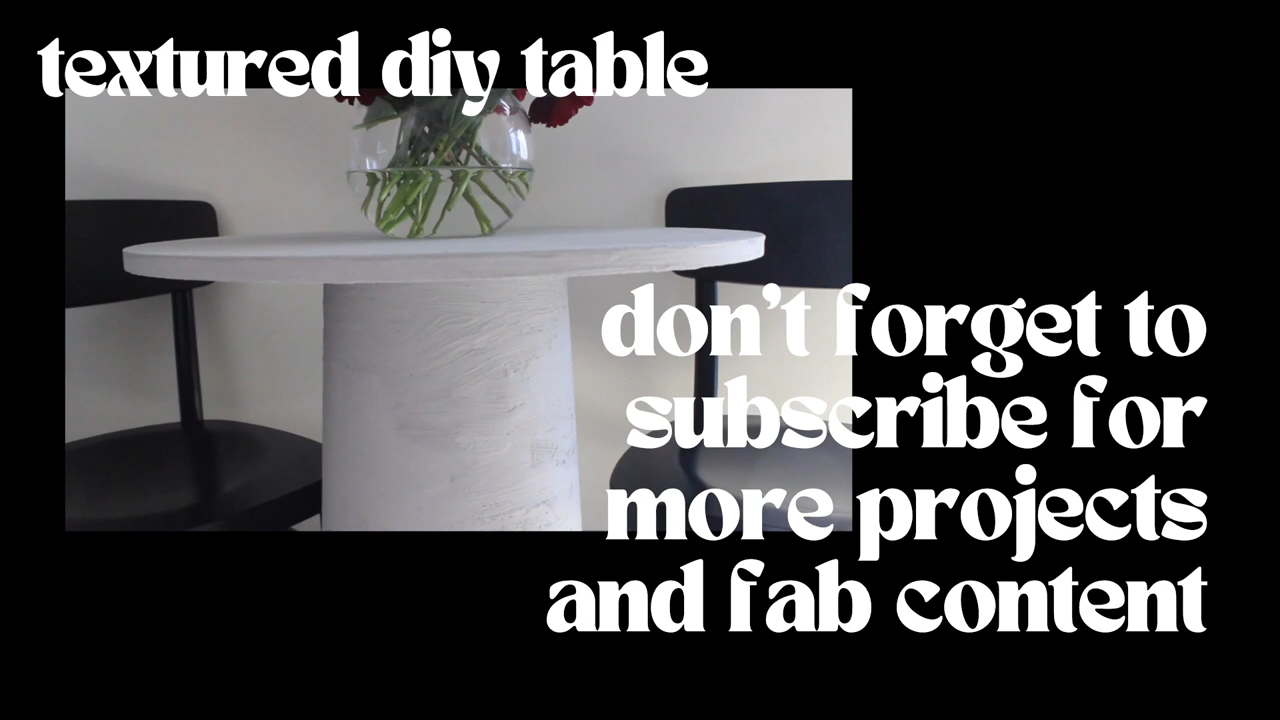 textured diy table
don't forget to
subscribe for
more projects
and fab content